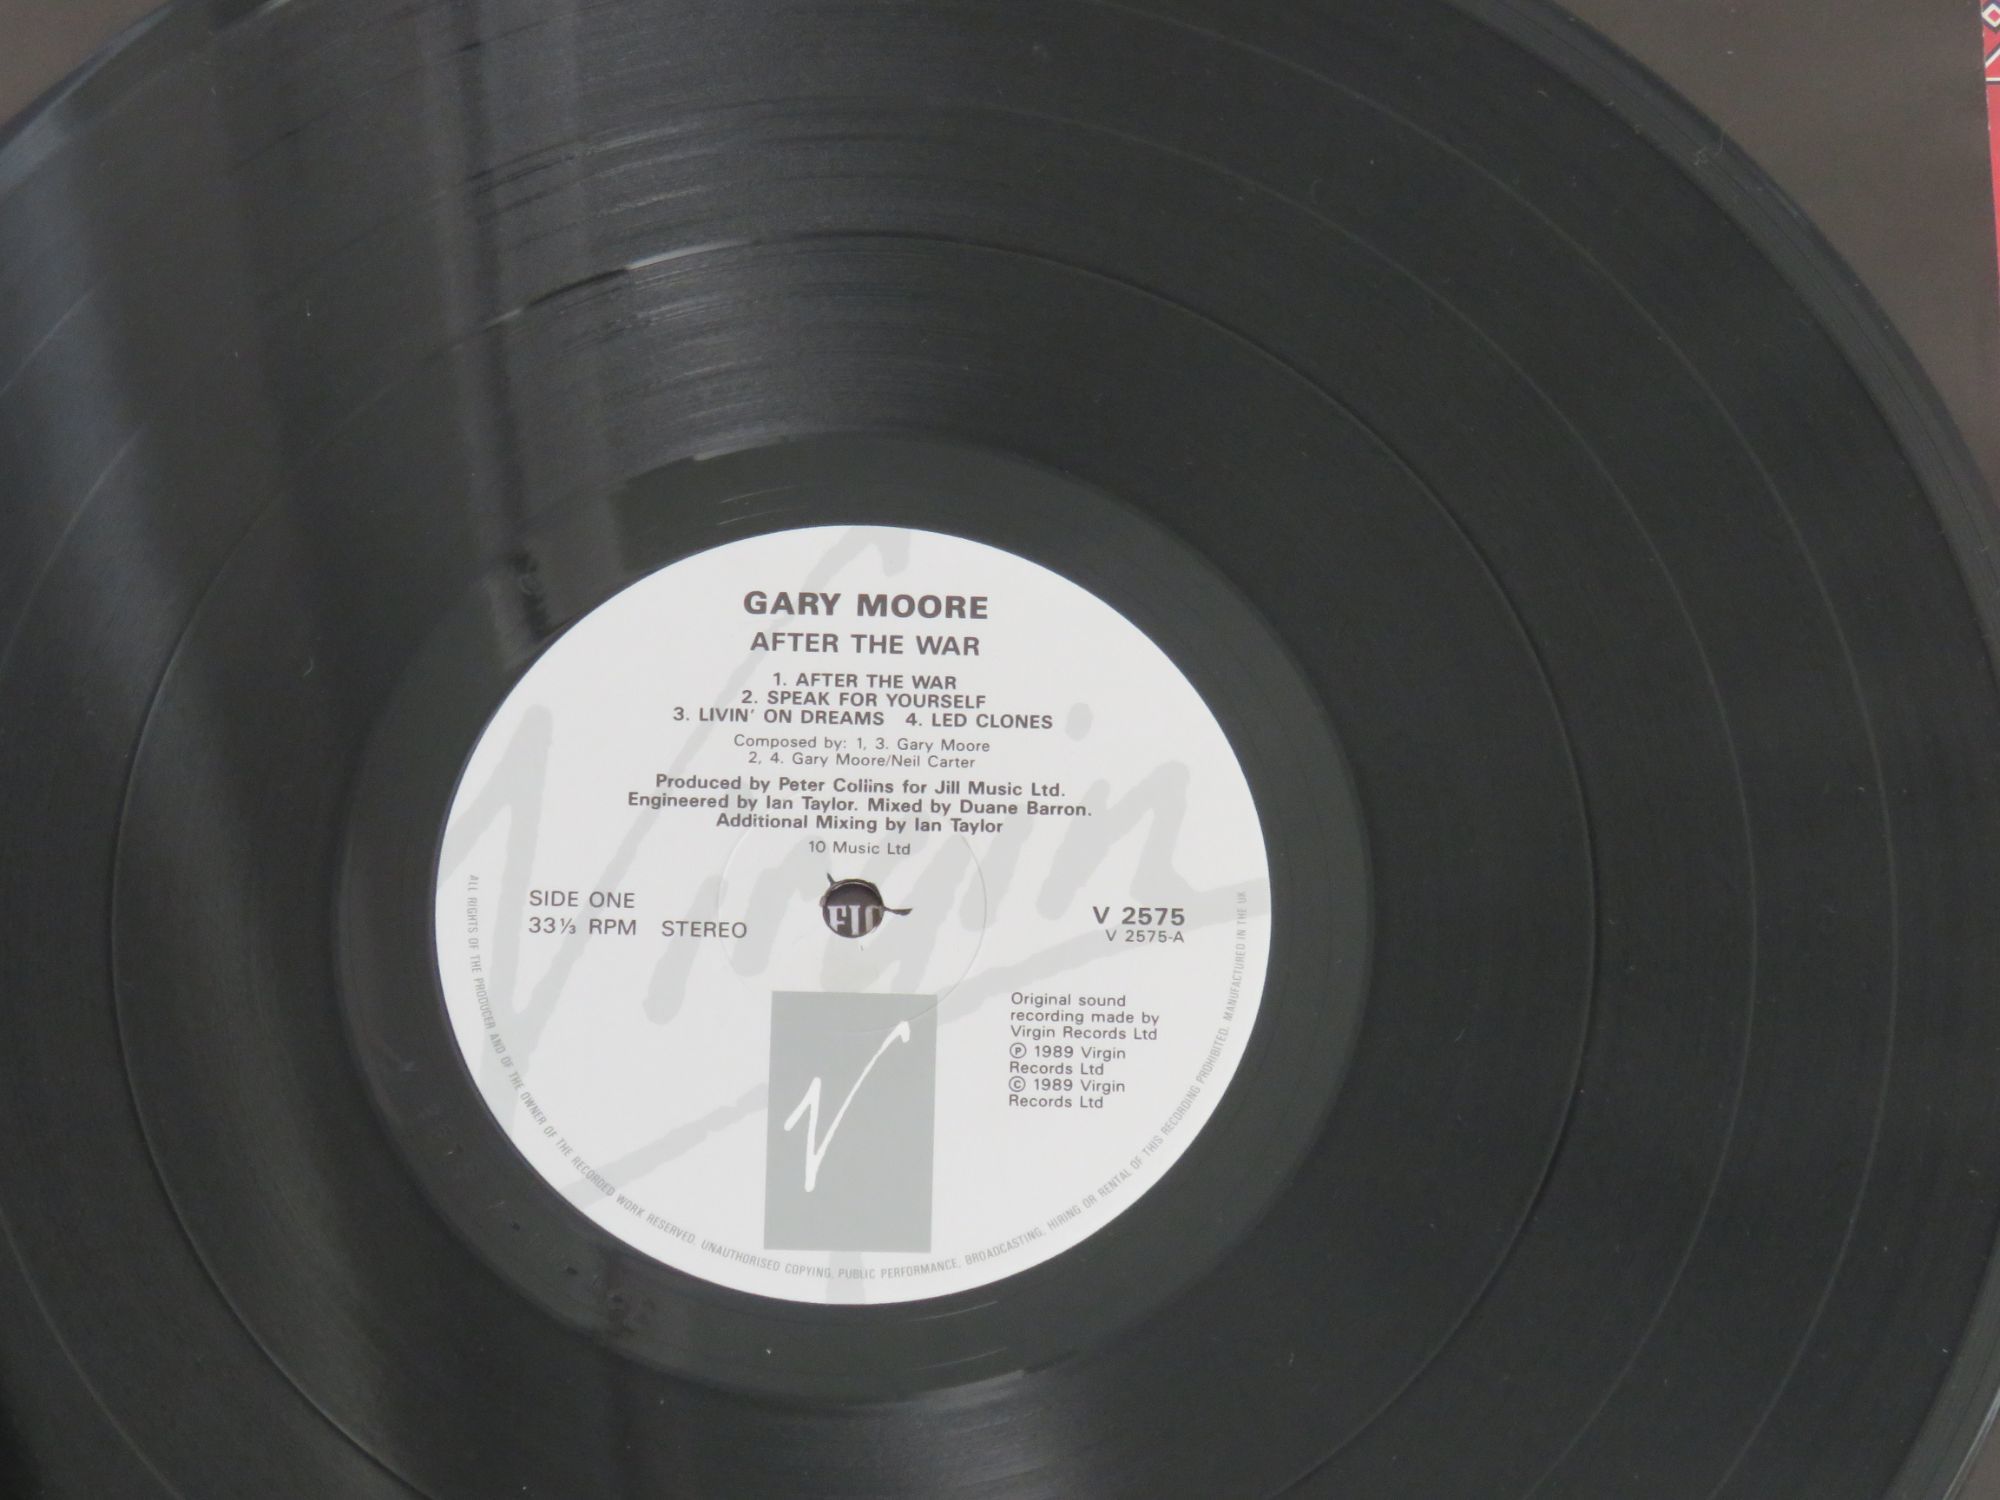 GARY MOORE
AFTER THE WAR
1. AFTER THE WAR
2. SPEAK FOR YOURSELF
3. LIVIN' ON DREAMS 4. LED CLONES
Composed by: 1, 3. Gary Moore
2, 4. Gary Moore/Neil Carter
Produced by Peter Collins for Jill Music Ltd.
Engineered by Ian Taylor. Mixed by Duane Barron.
Additional Mixing by Ian Taylor
10 Music Ltd
SIDE ONE
33⅓ RPM STEREO
FIC
V 2575
V 2575-A
Original sound
recording made by
Virgin Records Ltd
Ⓟ 1989 Virgin
Records Ltd
© 1989 Virgin
Records Ltd
Virgin
V
ALL RIGHTS OF THE PRODUCER AND OF THE OWNER OF THE RECORDED WORK RESERVED. UNAUTHORISED COPYING, PUBLIC PERFORMANCE, BROADCASTING, HIRING OR RENTAL OF THIS RECORDING PROHIBITED. MANUFACTURED IN THE UK